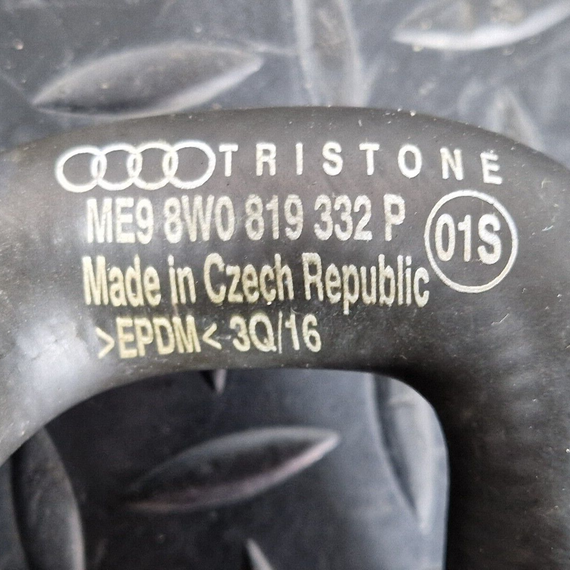 TRISTONE
ME9 8W0 819 332 P
01S
Made in Czech Republic
>EPDM< 3Q/16